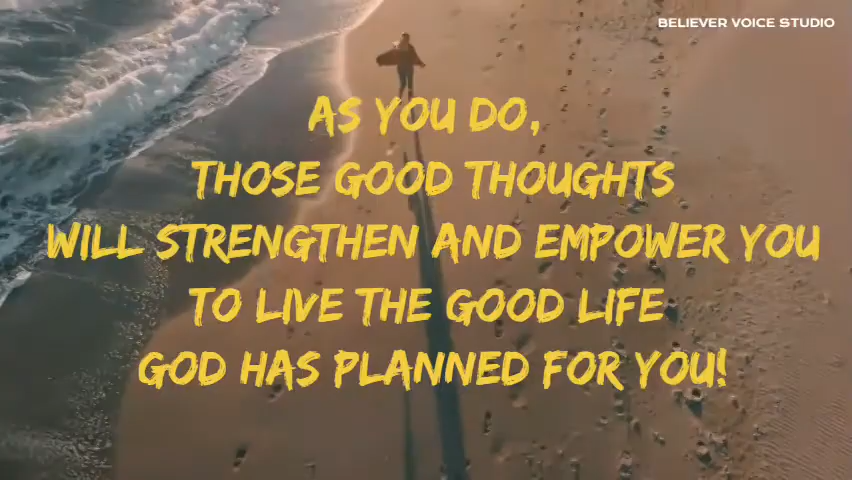 BELIEVER VOICE STUDIO
AS YOU DO,
THOSE GOOD THOUGHTS
WILL STRENGTHEN AND EMPOWER YOU
TO LIVE THE GOOD LIFE
GOD HAS PLANNED FOR YOU!